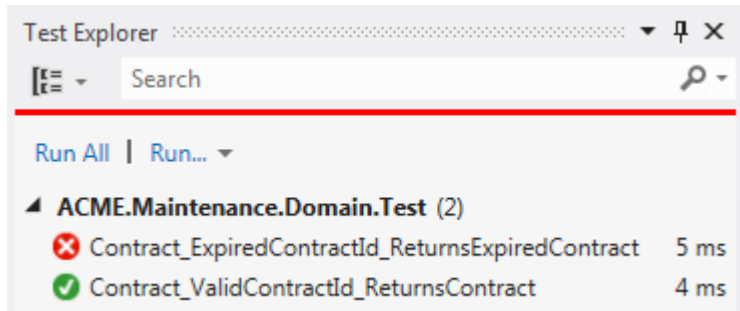 Test Explorer
Search
Run All | Run...
ACME.Maintenance.Domain.Test (2)
Contract_ExpiredContractId_ReturnsExpiredContract 5 ms
Contract_ValidContractId_ReturnsContract 4 ms